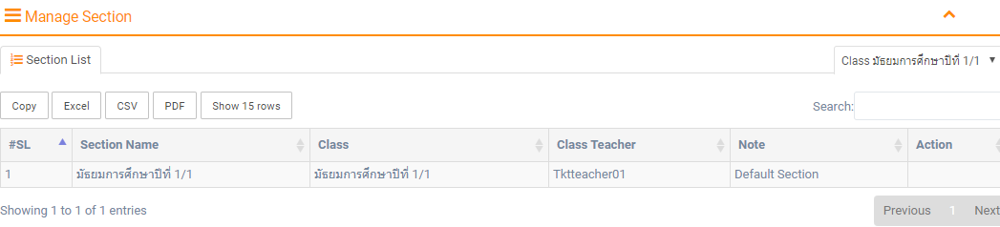 Manage Section
Section List
Class มัธยมการศึกษาปีที่ 1/1
Copy Excel CSV PDF Show 15 rows Search:
#SL Section Name Class Class Teacher Note Action
1 มัธยมการศึกษาปีที่ 1/1 มัธยมการศึกษาปีที่ 1/1 Tktteacher01 Default Section
Showing 1 to 1 of 1 entries Previous 1 Next